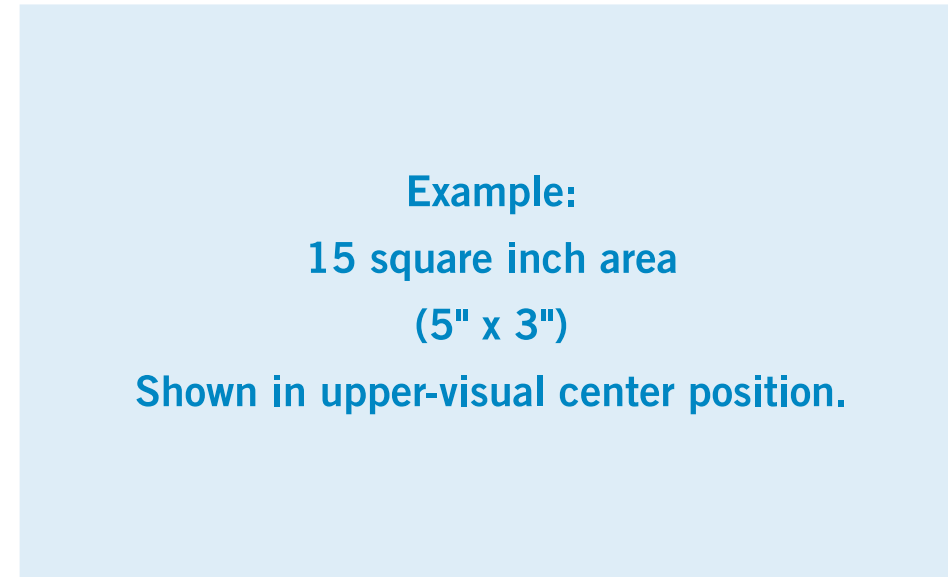 Example:
15 square inch area
(5" x 3")
Shown in upper-visual center position.